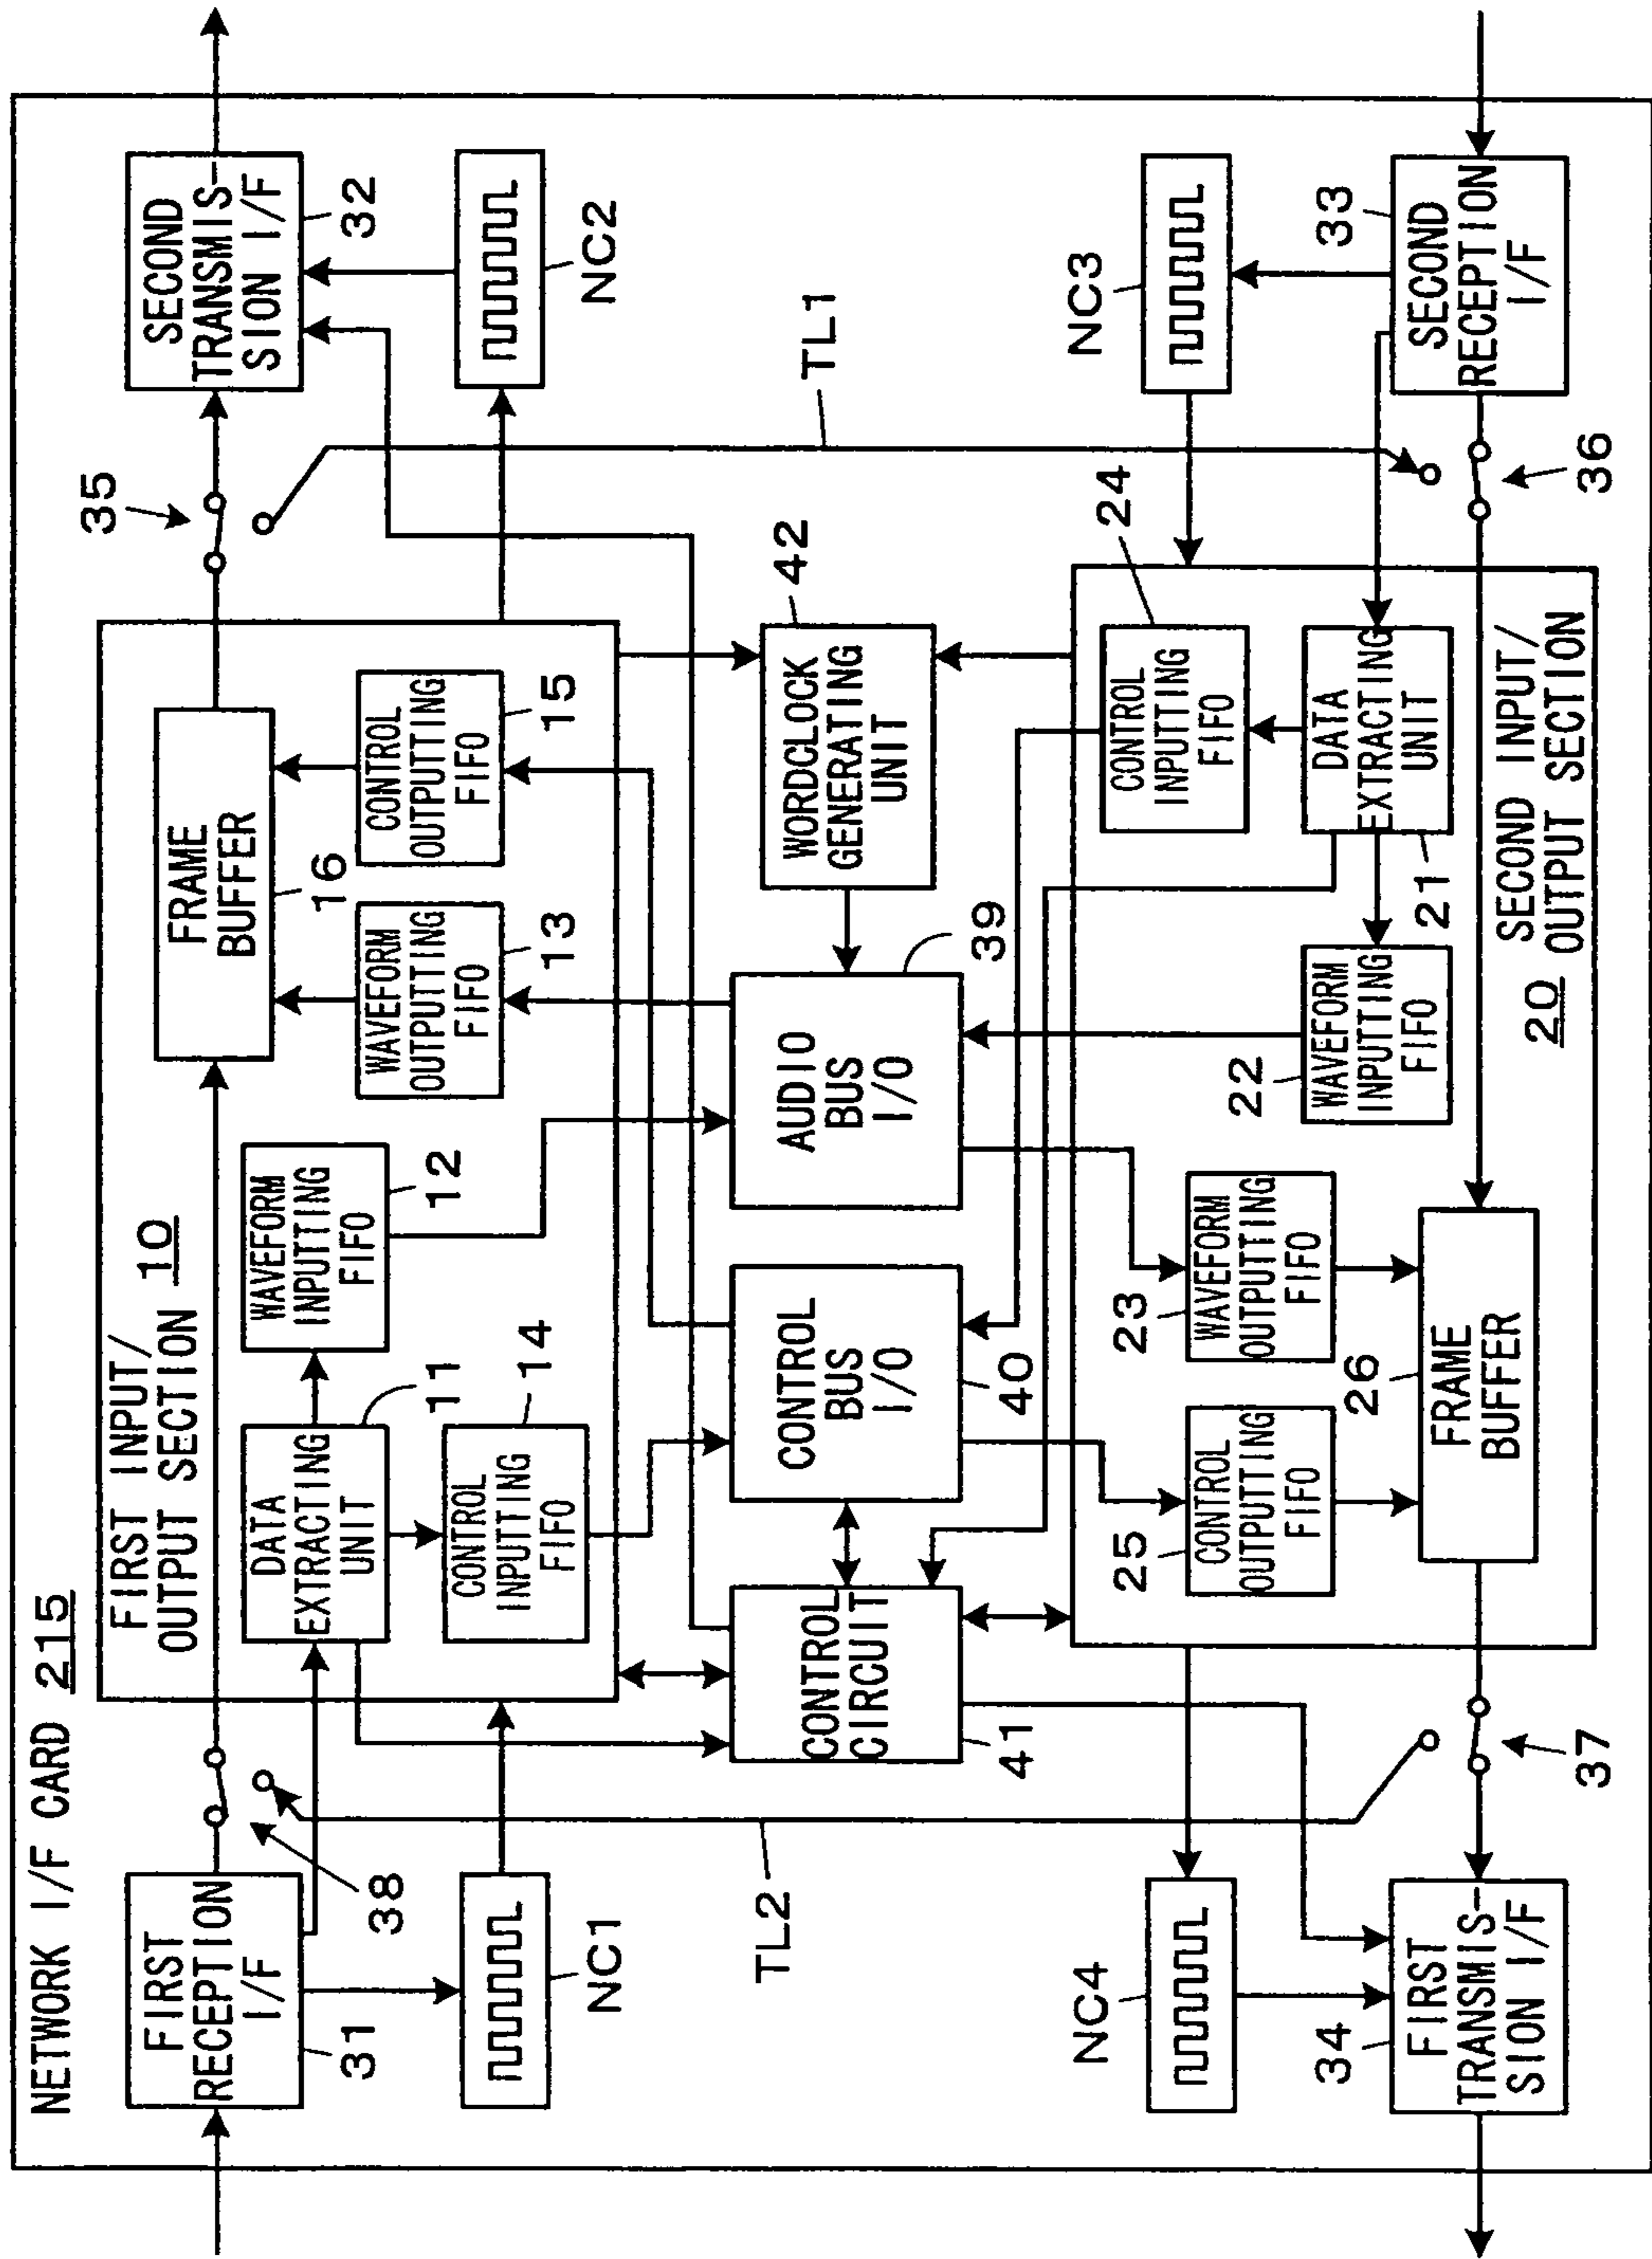 NETWORK I/F CARD 215
FIRST INPUT/
OUTPUT SECTION 10
FIRST
RECEPTION
I/F
31
38
NC1
DATA
EXTRACTING
UNIT
11
CONTROL
INPUTTING
FIFO
14
WAVEFORM
INPUTTING
FIFO
12
FRAME
BUFFER
16
WAVEFORM
OUTPUTTING
FIFO
13
CONTROL
OUTPUTTING
FIFO
15
35
SECOND
TRANSMIS-
SION I/F
32
NC2
TL2
CONTROL
CIRCUIT
41
CONTROL
BUS
I/O
40
AUDIO
BUS
I/O
39
WORDCLOCK
GENERATING
UNIT
42
TL1
NC4
FIRST
TRANSMIS-
SION I/F
34
37
25
CONTROL
OUTPUTTING
FIFO
23
WAVEFORM
OUTPUTTING
FIFO
26
FRAME
BUFFER
22
WAVEFORM
INPUTTING
FIFO
24
CONTROL
INPUTTING
FIFO
DATA
EXTRACTING
UNIT
21
20 SECOND INPUT/
OUTPUT SECTION
NC3
33
SECOND
RECEPTION
I/F
36